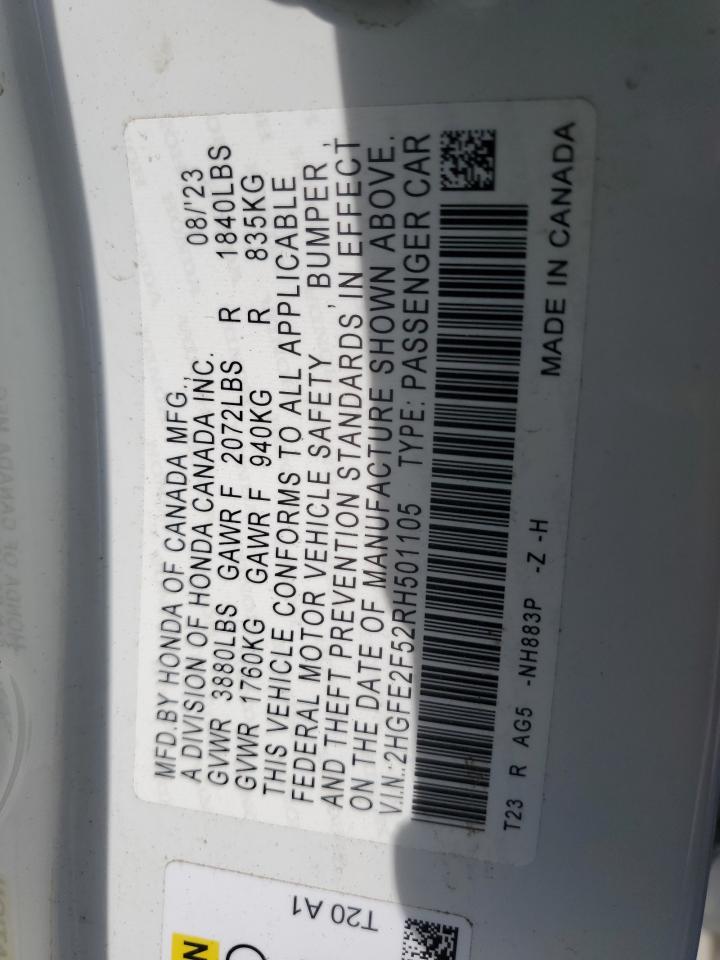 MFD.BY HONDA OF CANADA MFG.,
A DIVISION OF HONDA CANADA INC. 08/'23
GVWR 3880LBS GAWR F 2072LBS R 1840LBS
GVWR 1760KG GAWR F 940KG R 835KG
THIS VEHICLE CONFORMS TO ALL APPLICABLE
FEDERAL MOTOR VEHICLE SAFETY, BUMPER,
AND THEFT PREVENTION STANDARDS IN EFFECT
ON THE DATE OF MANUFACTURE SHOWN ABOVE.
V.I.N.:2HGFE2F52RH501105 TYPE: PASSENGER CAR
T23 R AG5 -NH883P -Z -H
MADE IN CANADA
T20 A1